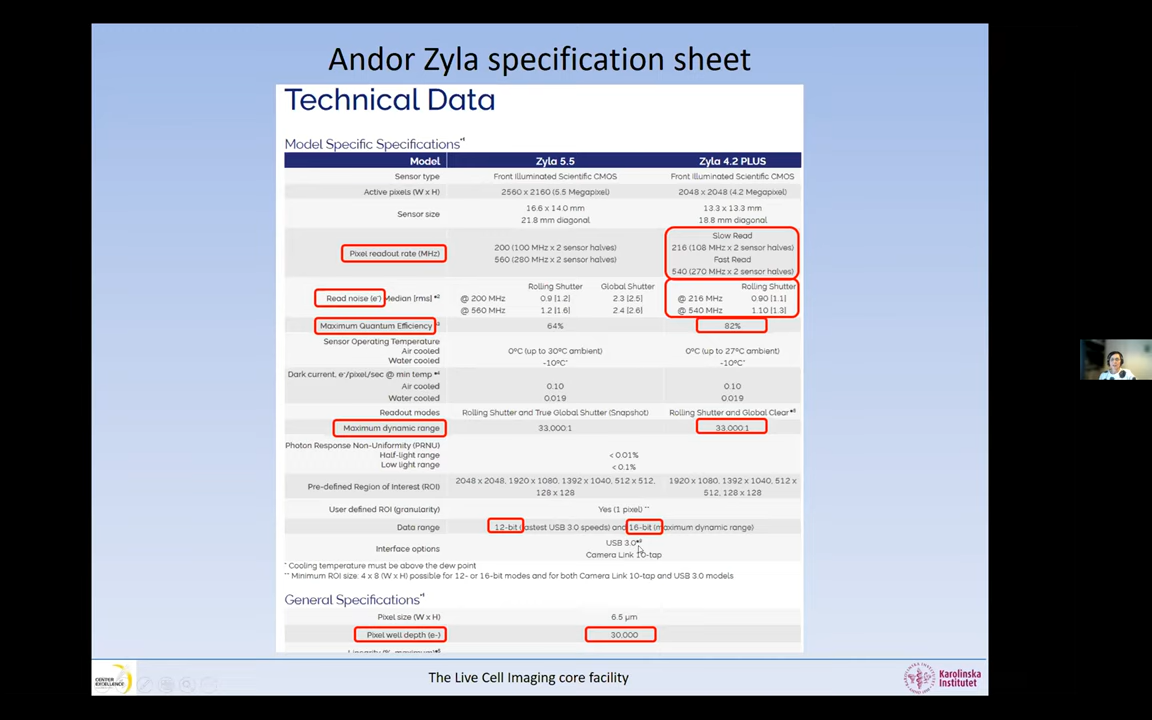 Andor Zyla specification sheet
Technical Data
Model Specific Specifications*1
Model Zyla 5.5 Zyla 4.2 PLUS
Sensor type Front Illuminated Scientific CMOS Front Illuminated Scientific CMOS
Active pixels (W x H) 2560 x 2160 (5.5 Megapixel) 2048 x 2048 (4.2 Megapixel)
Sensor size 16.6 x 14.0 mm 13.3 x 13.3 mm
21.8 mm diagonal 18.8 mm diagonal
Slow Read
Pixel readout rate (MHz) 200 (100 MHz x 2 sensor halves) 216 (108 MHz x 2 sensor halves)
560 (280 MHz x 2 sensor halves) Fast Read
540 (270 MHz x 2 sensor halves)
Rolling Shutter Global Shutter Rolling Shutter
Read noise (e-) Median [rms] *2 @ 200 MHz 0.9 [1.2] 2.3 [2.5] @ 216 MHz 0.90 [1.1]
@ 560 MHz 1.2 [1.6] 2.4 [2.6] @ 540 MHz 1.10 [1.3]
Maximum Quantum Efficiency 64% 82%
Sensor Operating Temperature
Air cooled 0ºC (up to 30ºC ambient) 0ºC (up to 27ºC ambient)
Water cooled -10ºC* -10ºC*
Dark current, e-/pixel/sec @ min temp *4
Air cooled 0.10 0.10
Water cooled 0.019 0.019
Readout modes Rolling Shutter and True Global Shutter (Snapshot) Rolling Shutter and Global Clear*5
Maximum dynamic range 33,000:1 33,000:1
Photon Response Non-Uniformity (PRNU)
Half-light range < 0.01%
Low light range < 0.1%
Pre-defined Region of Interest (ROI) 2048 x 2048, 1920 x 1080, 1392 x 1040, 512 x 512, 128 x 128 1920 x 1080, 1392 x 1040, 512 x 512, 128 x 128
User defined ROI (granularity) Yes (1 pixel) **
Data range 12-bit (fastest USB 3.0 speeds) and 16-bit (maximum dynamic range)
Interface options USB 3.0
Camera Link 10-tap
* Cooling temperature must be above the dew point
** Minimum ROI size: 4 x 8 (W x H) possible for 12- or 16-bit modes and for both Camera Link 10-tap and USB 3.0 models
General Specifications*1
Pixel size (W x H) 6.5 µm
Pixel well depth (e-) 30,000
CENTER
EXCELLENCE
The Live Cell Imaging core facility
Karolinska
Institutet